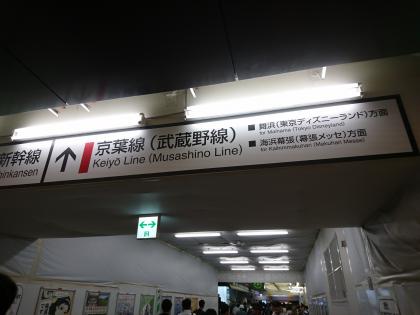 新幹線
↑ 京葉線(武蔵野線)
Keiyō Line (Musashino Line)
■舞浜(東京ディズニーランド)方面
for Maihama (Tokyo Disneyland)
■海浜幕張(幕張メッセ)方面
for Kaihimmakuhari (Makuhari Messe)